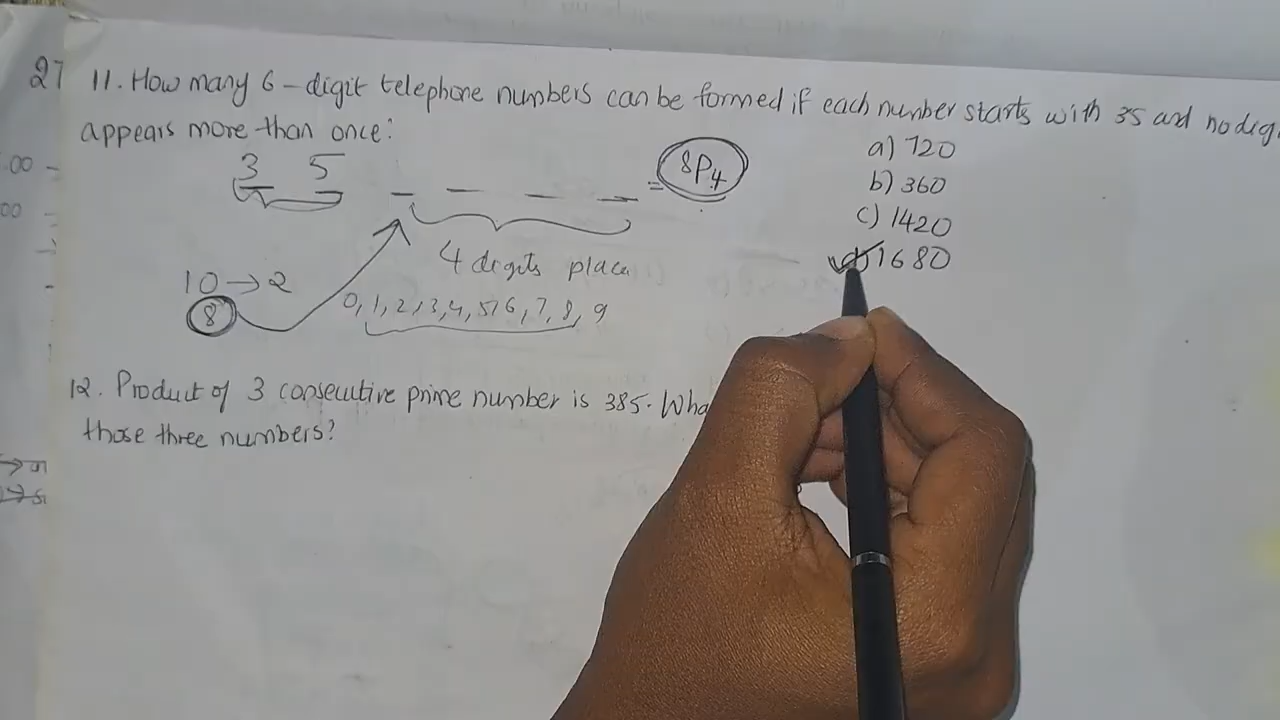 27 11. How many 6-digit telephone numbers can be formed if each number starts with 35 and no
appears more than once:
a) 720
b) 360
c) 1420
d) 1680
3 5 _ _ _ _ = 8P4
4 digits place
10 → 2
8
0, 1, 2, 3, 4, 5, 6, 7, 8, 9
12. Product of 3 consecutive prime number is 385.
those three numbers?